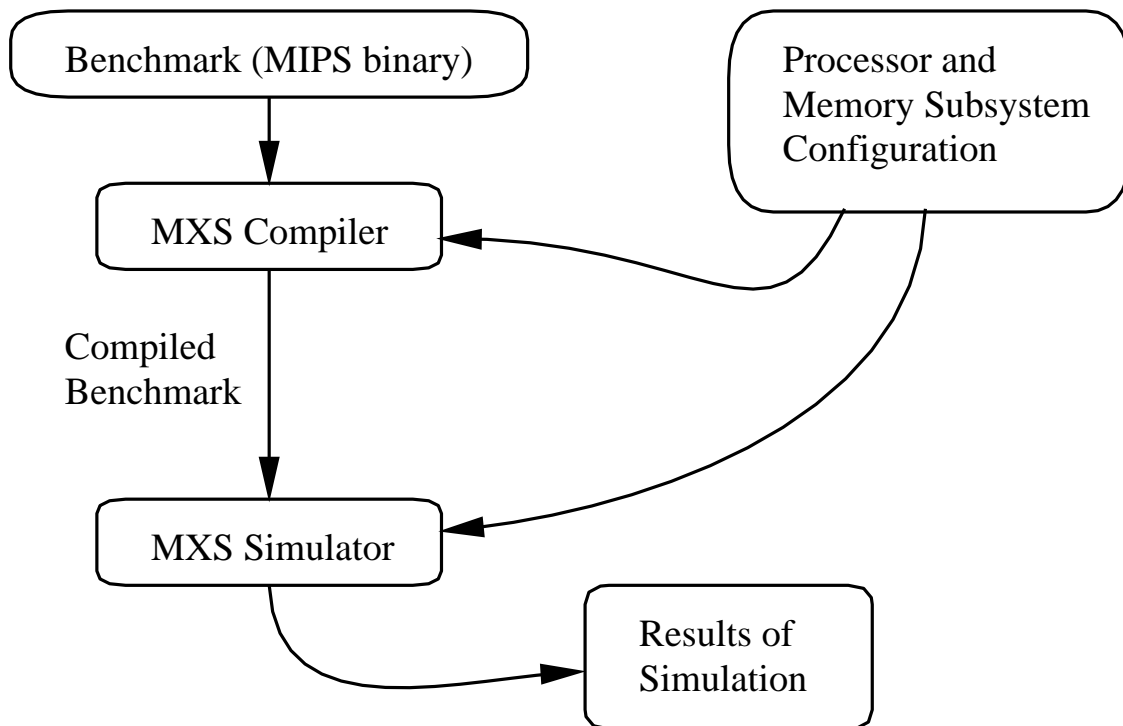 Benchmark (MIPS binary)
Processor and
Memory Subsystem
Configuration
MXS Compiler
Compiled
Benchmark
MXS Simulator
Results of
Simulation